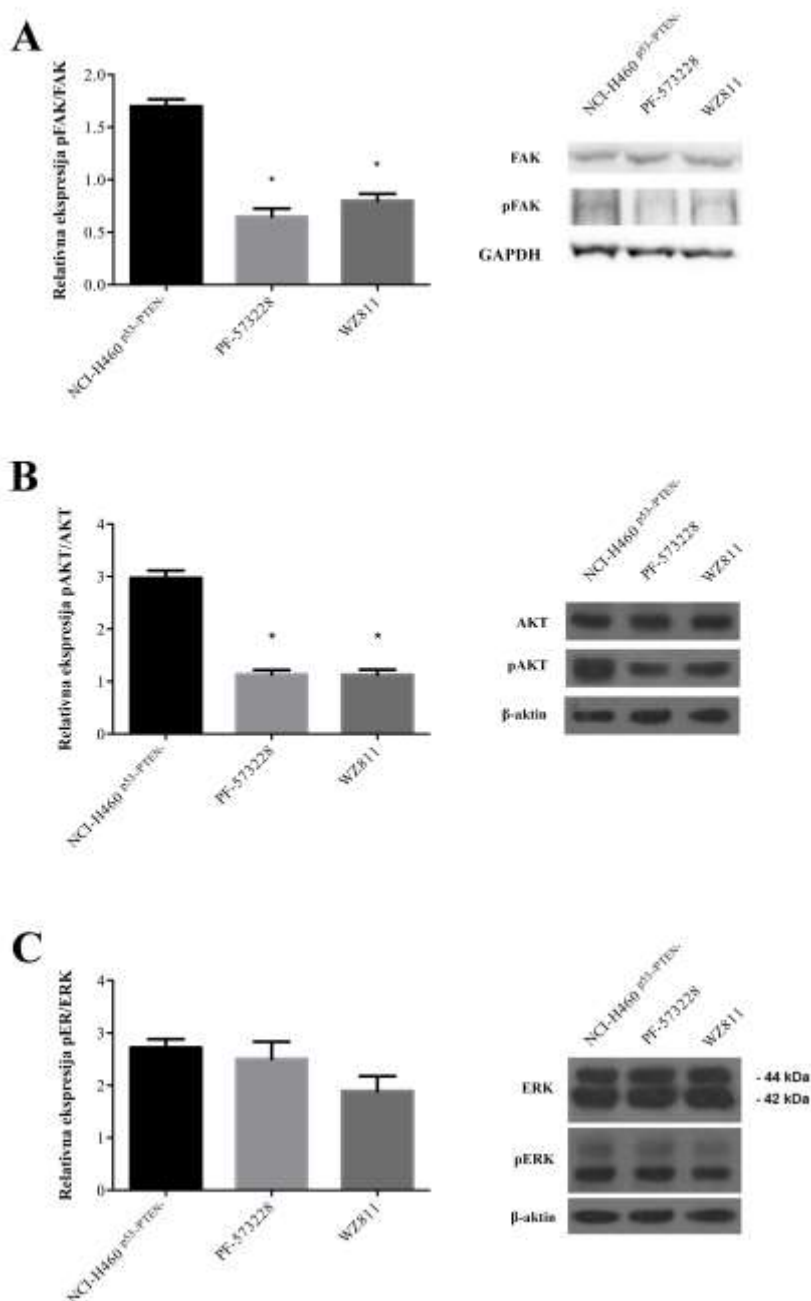 A
Relativna ekspresija pFAK/FAK
2.0
1.5
1.0
0.5
0.0
*
*
NCI-H460 p53-/PTEN-
PF-573228
WZ811
NCI-H460 p53-/PTEN-
PF-573228
WZ811
FAK
pFAK
GAPDH
B
Relativna ekspresija pAKT/AKT
4
3
2
1
0
*
*
NCI-H460 p53-/PTEN-
PF-573228
WZ811
NCI-H460 p53-/PTEN-
PF-573228
WZ811
AKT
pAKT
β-aktin
C
Relativna ekspresija pER/ERK
4
3
2
1
0
NCI-H460 p53-/PTEN-
PF-573228
WZ811
NCI-H460 p53-/PTEN-
PF-573228
WZ811
ERK
- 44 kDa
- 42 kDa
pERK
β-aktin